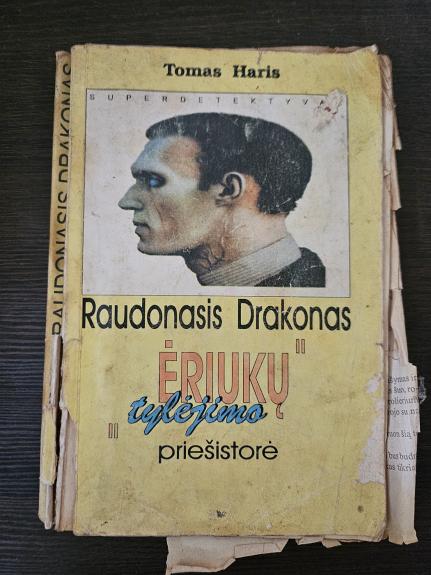 Tomas Haris
SUPERDETEKTYVAS
Raudonasis Drakonas
ĖRIUKŲ"
„tylėjimo
priešistorė
RAUDONASIS DRAKONAS